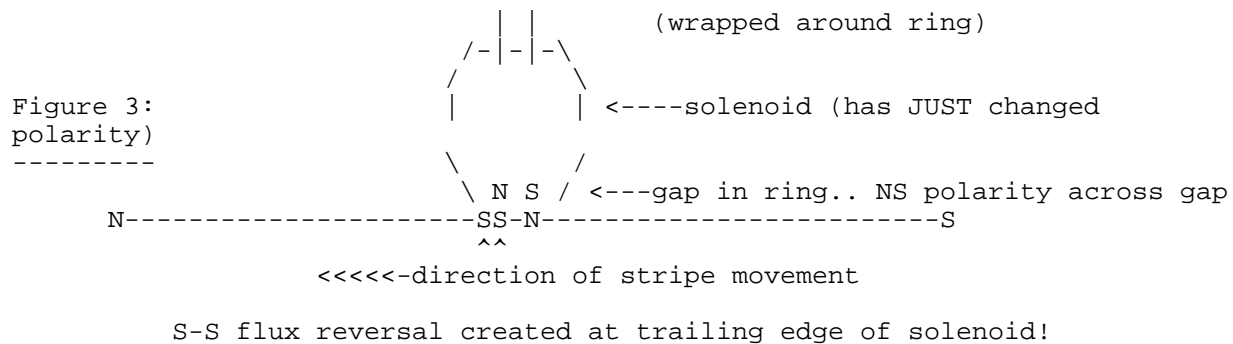 | |        (wrapped around ring)
/-|-|-\
/       \
Figure 3:                     |         | <----solenoid (has JUST changed
polarity)
---------                     \         /
\ N S / <---gap in ring.. NS polarity across gap
N----------------------SS-N-------------------------S
^^
<<<<<-direction of stripe movement
S-S flux reversal created at trailing edge of solenoid!